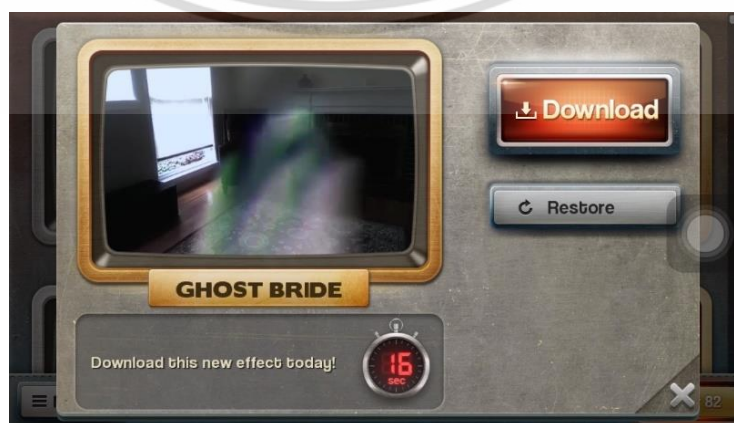 Download
Restore
GHOST BRIDE
Download this new effect today!
16
sec
82